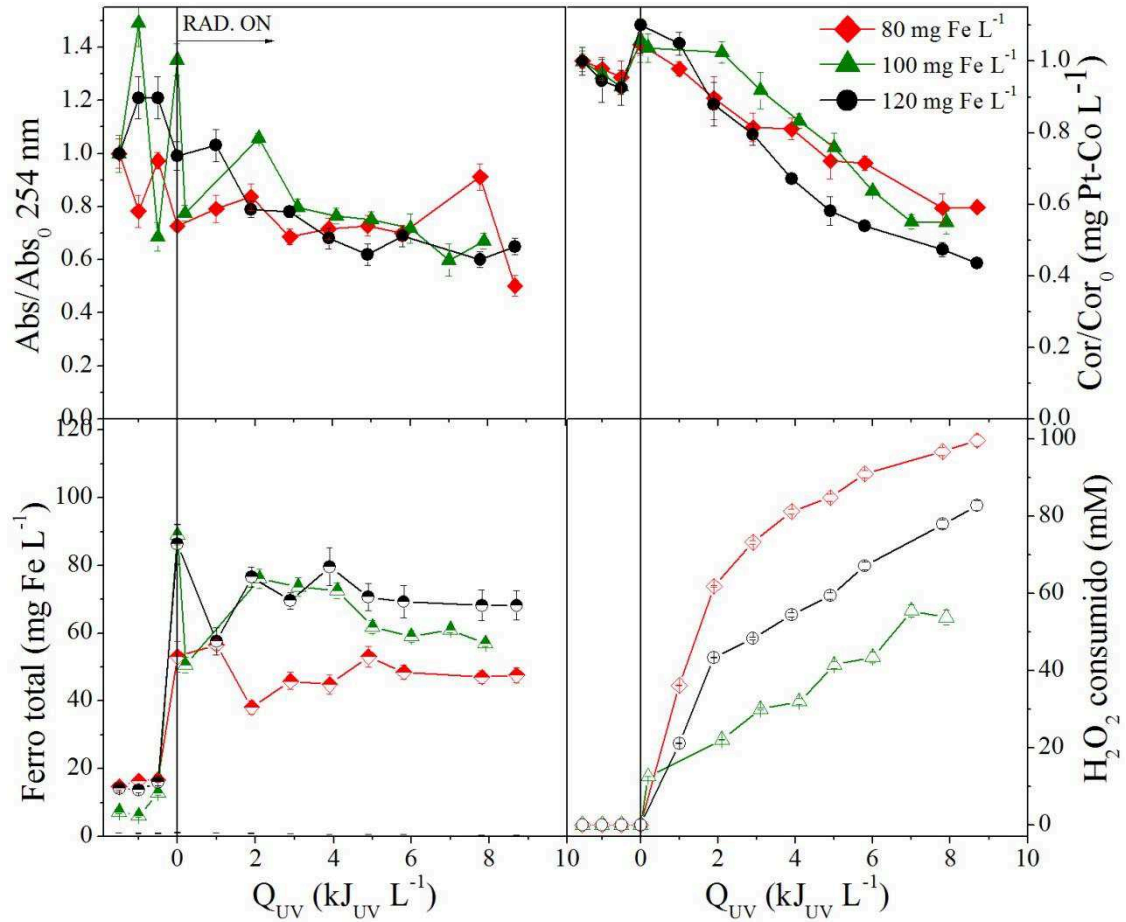 RAD. ON
80 mg Fe L⁻¹
100 mg Fe L⁻¹
120 mg Fe L⁻¹
Abs/Abs₀ 254 nm
1.4
1.2
1.0
0.8
0.6
0.4
0.2
0.0
Cor/Cor₀ (mg Pt-Co L⁻¹)
1.0
0.8
0.6
0.4
0.2
0.0
Ferro total (mg Fe L⁻¹)
120
100
80
60
40
20
0
H₂O₂ consumido (mM)
100
80
60
40
20
0
0 2 4 6 8 10 0 2 4 6 8 10
Q_UV (kJ_UV L⁻¹) Q_UV (kJ_UV L⁻¹)